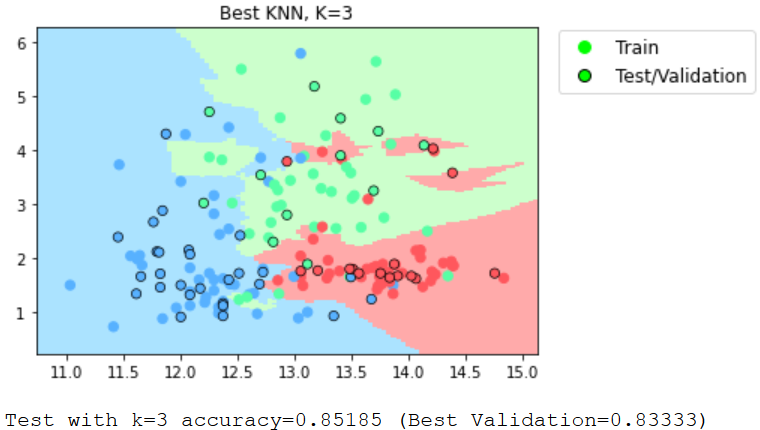 Best KNN, K=3
Train
Test/Validation
6
5
4
3
2
1
11.0 11.5 12.0 12.5 13.0 13.5 14.0 14.5 15.0
Test with k=3 accuracy=0.85185 (Best Validation=0.83333)